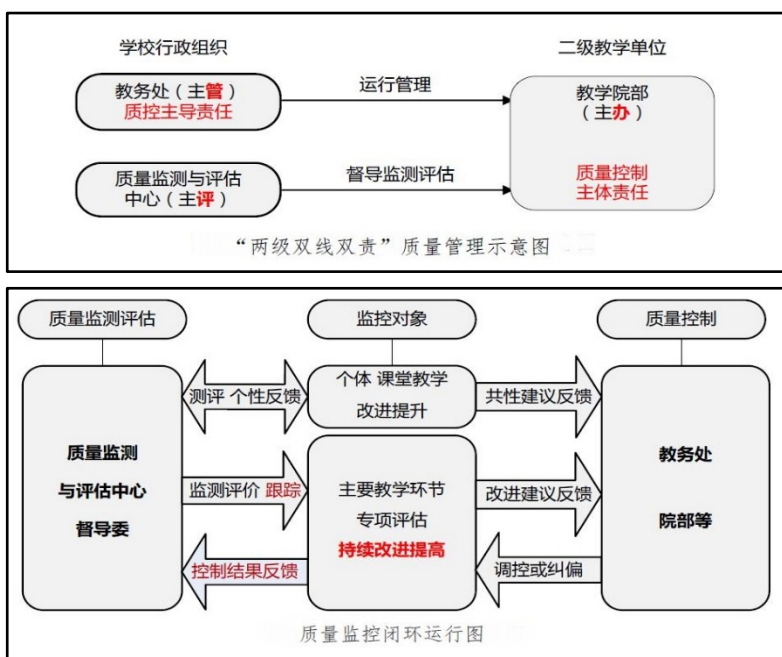 学校行政组织
二级教学单位
教务处（主管）
质控主导责任
运行管理
教学院部
（主办）
质量控制
主体责任
质量监测与评估
中心（主评）
督导监测评估
“两级双线双责”质量管理示意图
质量监测评估
监控对象
质量控制
质量监测
与评估中心
督导委
测评 个性反馈
个体 课堂教学
改进提升
共性建议反馈
监测评价 跟踪
主要教学环节
专项评估
持续改进提高
改进建议反馈
控制结果反馈
调控或纠偏
教务处
院部等
质量监控闭环运行图